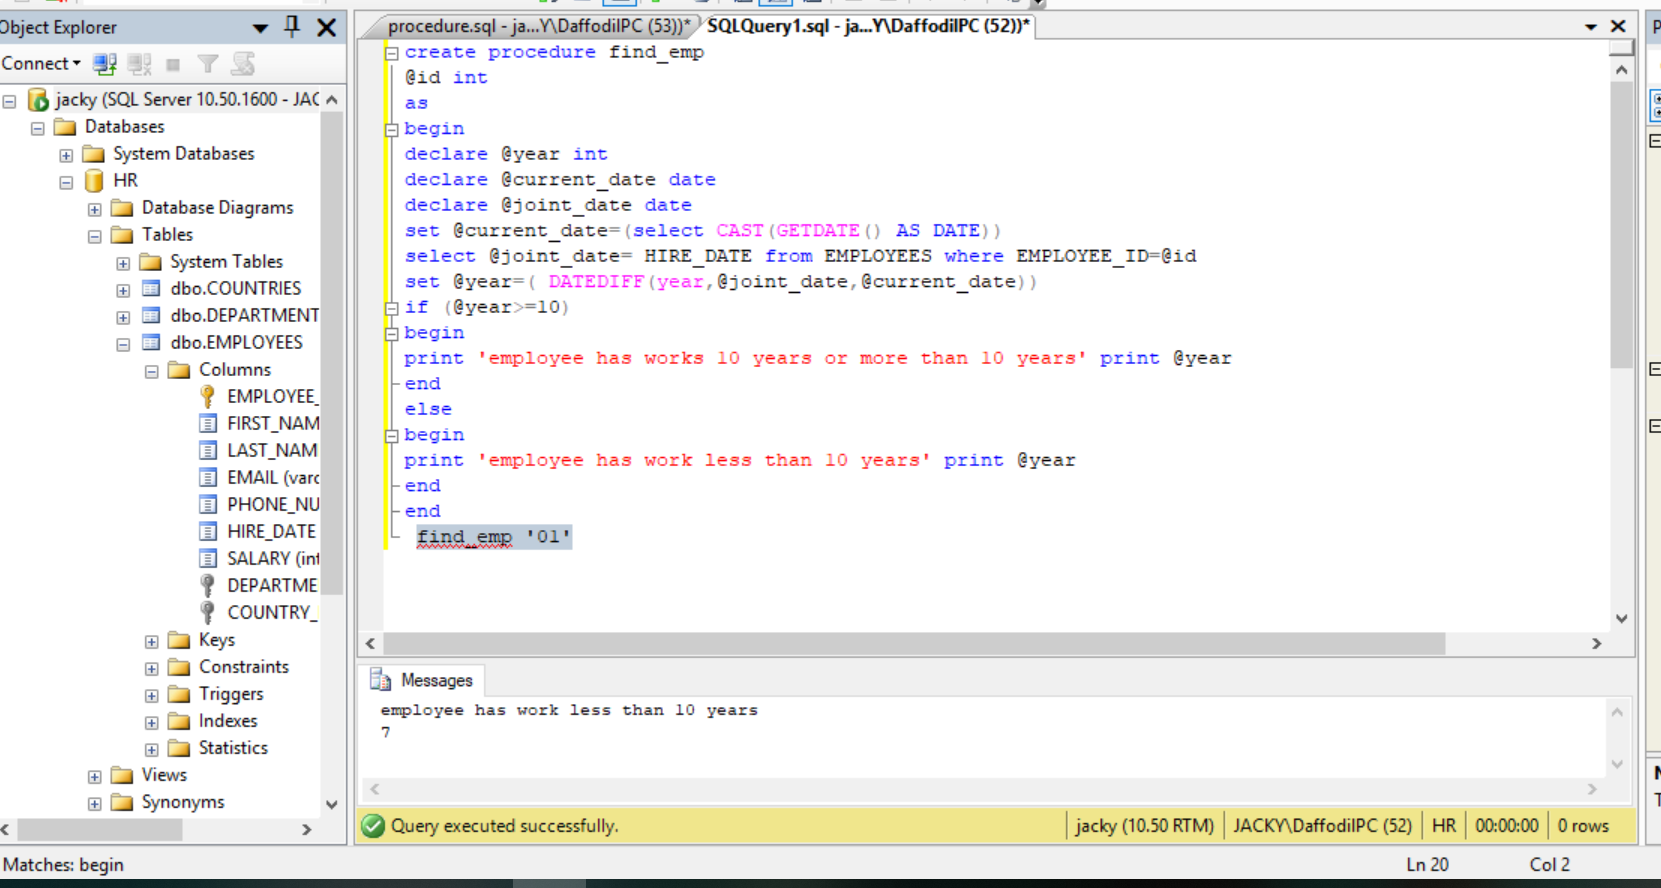 Object Explorer
Connect
jacky (SQL Server 10.50.1600 - JAC
Databases
System Databases
HR
Database Diagrams
Tables
System Tables
dbo.COUNTRIES
dbo.DEPARTMENT
dbo.EMPLOYEES
Columns
EMPLOYEE_
FIRST_NAM
LAST_NAM
EMAIL (varc
PHONE_NU
HIRE_DATE
SALARY (int
DEPARTME
COUNTRY_
Keys
Constraints
Triggers
Indexes
Statistics
Views
Synonyms
procedure.sql - ja...Y\DaffodilPC (53))* SQLQuery1.sql - ja...Y\DaffodilPC (52))*
create procedure find_emp
@id int
as
begin
declare @year int
declare @current_date date
declare @joint_date date
set @current_date=(select CAST(GETDATE() AS DATE))
select @joint_date= HIRE_DATE from EMPLOYEES where EMPLOYEE_ID=@id
set @year=( DATEDIFF(year,@joint_date,@current_date))
if (@year>=10)
begin
print 'employee has works 10 years or more than 10 years' print @year
end
else
begin
print 'employee has work less than 10 years' print @year
end
end
find_emp '01'
Messages
employee has work less than 10 years
7
Query executed successfully. jacky (10.50 RTM) JACKY\DaffodilPC (52) HR 00:00:00 0 rows
Matches: begin Ln 20 Col 2